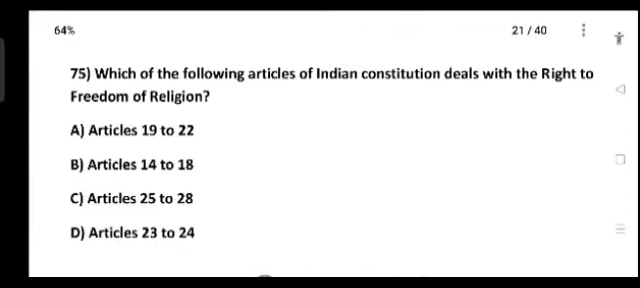 64%
21 / 40
75) Which of the following articles of Indian constitution deals with the Right to
Freedom of Religion?
A) Articles 19 to 22
B) Articles 14 to 18
C) Articles 25 to 28
D) Articles 23 to 24